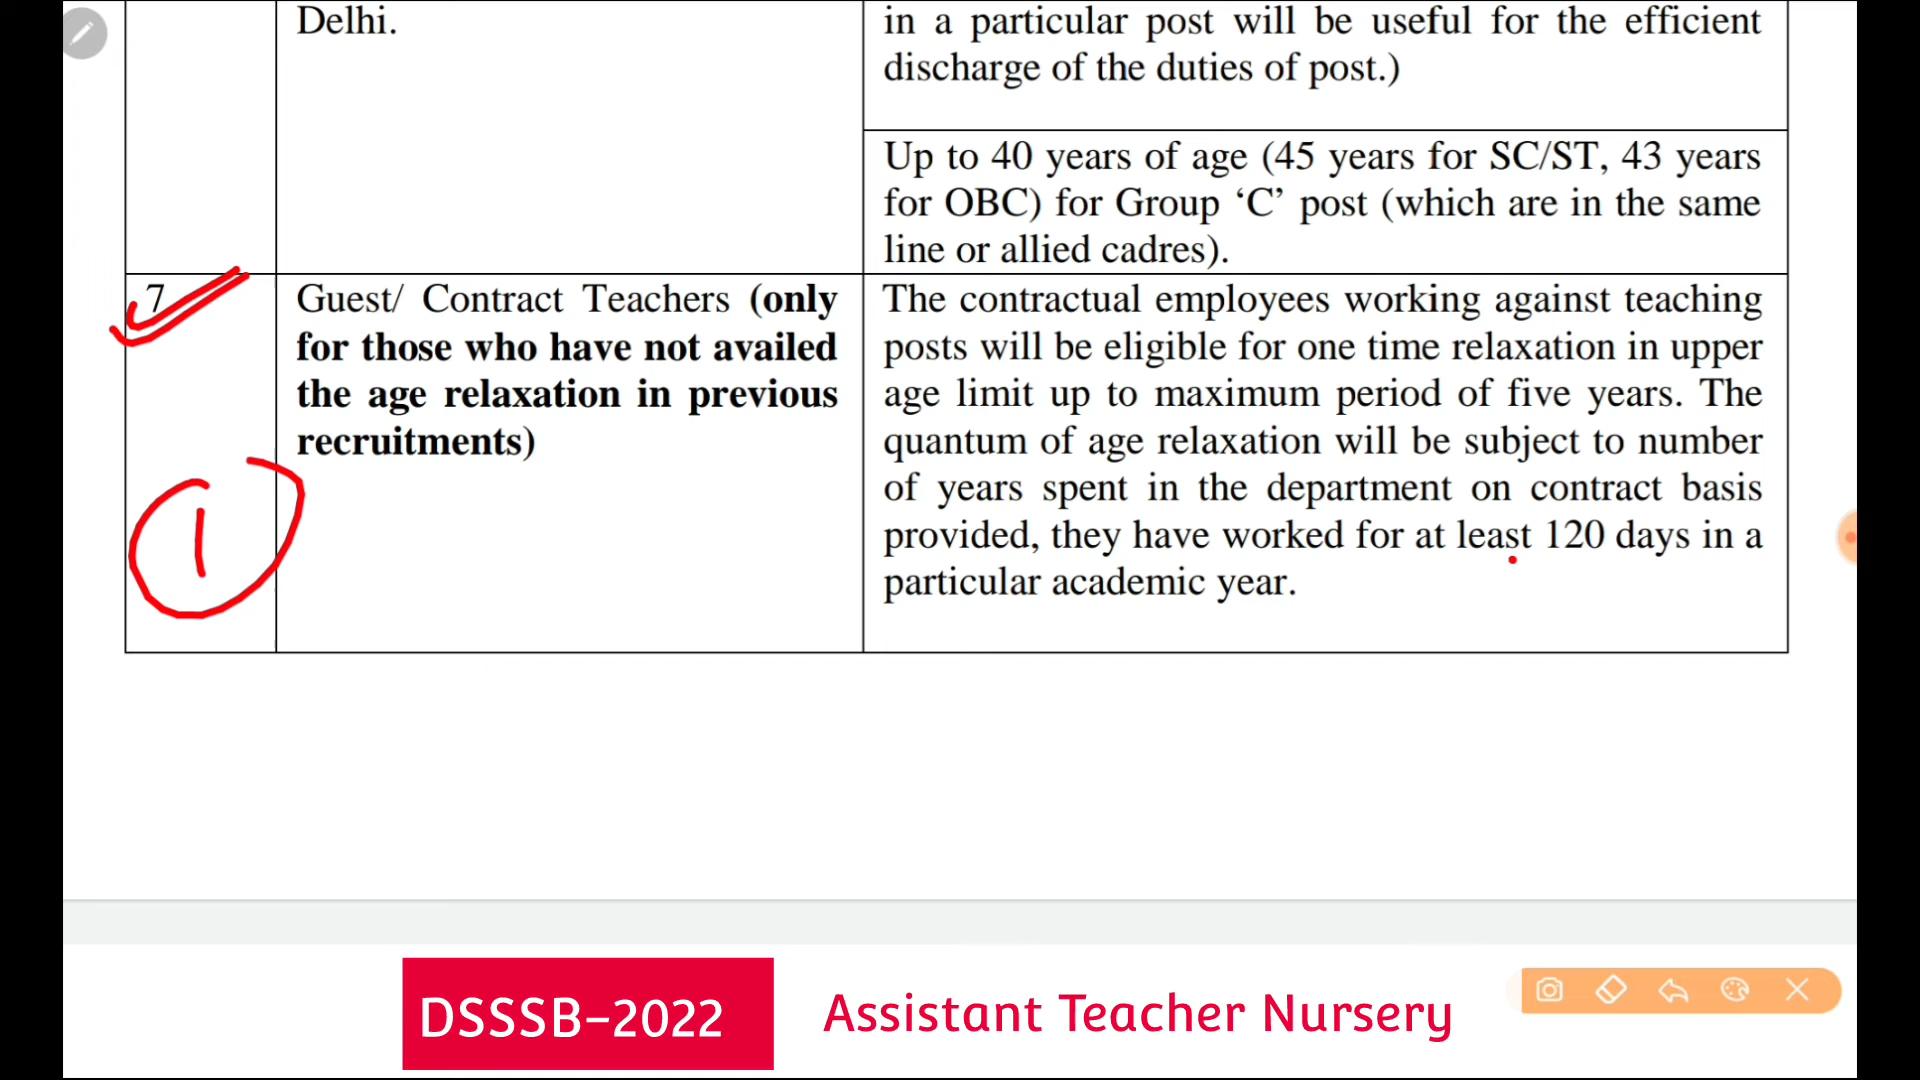 Delhi.
in a particular post will be useful for the efficient
discharge of the duties of post.)
Up to 40 years of age (45 years for SC/ST, 43 years
for OBC) for Group ‘C’ post (which are in the same
line or allied cadres).
7
Guest/ Contract Teachers (only
for those who have not availed
the age relaxation in previous
recruitments)
The contractual employees working against teaching
posts will be eligible for one time relaxation in upper
age limit up to maximum period of five years. The
quantum of age relaxation will be subject to number
of years spent in the department on contract basis
provided, they have worked for at least 120 days in a
particular academic year.
1
DSSSB-2022
Assistant Teacher Nursery